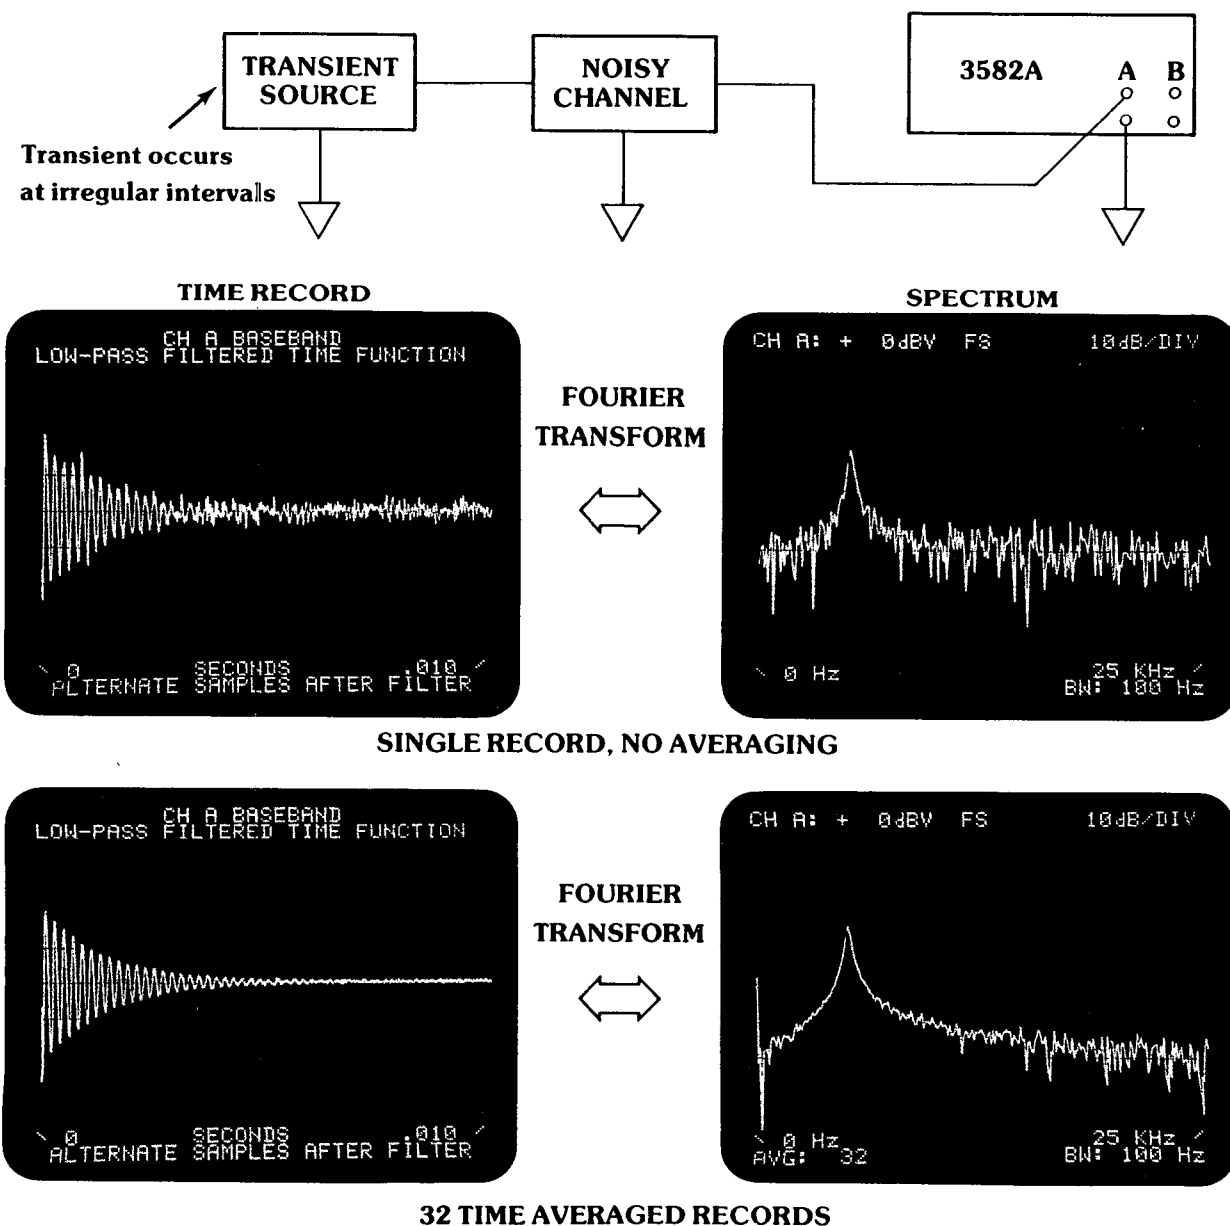 TRANSIENT
SOURCE
NOISY
CHANNEL
3582A
A
B
Transient occurs
at irregular intervals
TIME RECORD
SPECTRUM
CH A BASEBAND
LOW-PASS FILTERED TIME FUNCTION
0 SECONDS .010
ALTERNATE SAMPLES AFTER FILTER
FOURIER
TRANSFORM
CH A: + 0dBV FS 10dB/DIV
0 Hz 25 KHz
BW: 100 Hz
SINGLE RECORD, NO AVERAGING
CH A BASEBAND
LOW-PASS FILTERED TIME FUNCTION
0 SECONDS .010
ALTERNATE SAMPLES AFTER FILTER
FOURIER
TRANSFORM
CH A: + 0dBV FS 10dB/DIV
0 Hz 25 KHz
AVG: 32 BW: 100 Hz
32 TIME AVERAGED RECORDS